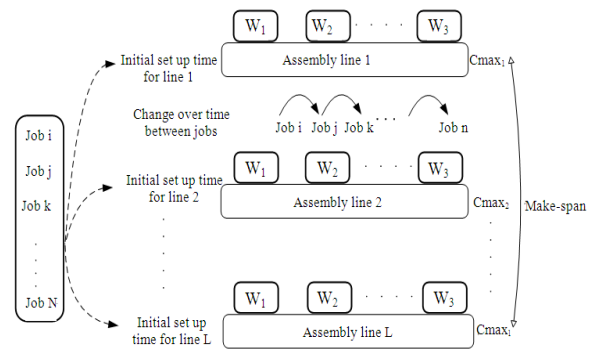 W1 W2 . . . . W3
Initial set up time
for line 1
Assembly line 1
Cmax1
Change over time
between jobs
Job i Job j Job k . . . Job n
Job i
Job j
Job k
.
.
.
.
Job N
W1 W2 . . . . W3
Initial set up time
for line 2
Assembly line 2
Cmax2
Make-span
W1 W2 . . . . W3
Initial set up
time for line L
Assembly line L
Cmax1